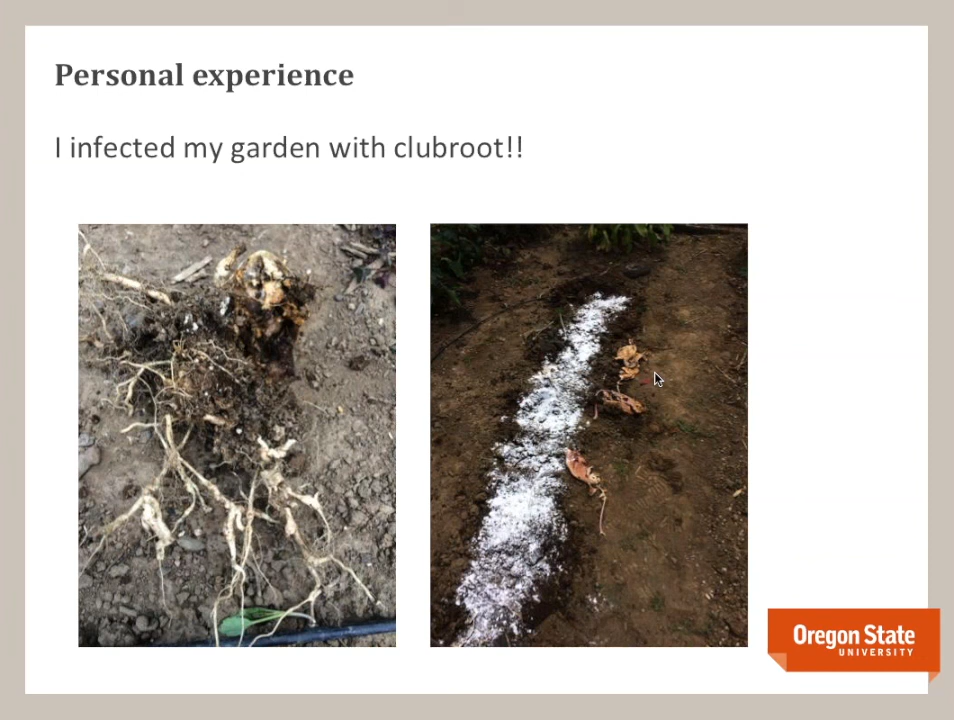 Personal experience
I infected my garden with clubroot!!
Oregon State
UNIVERSITY